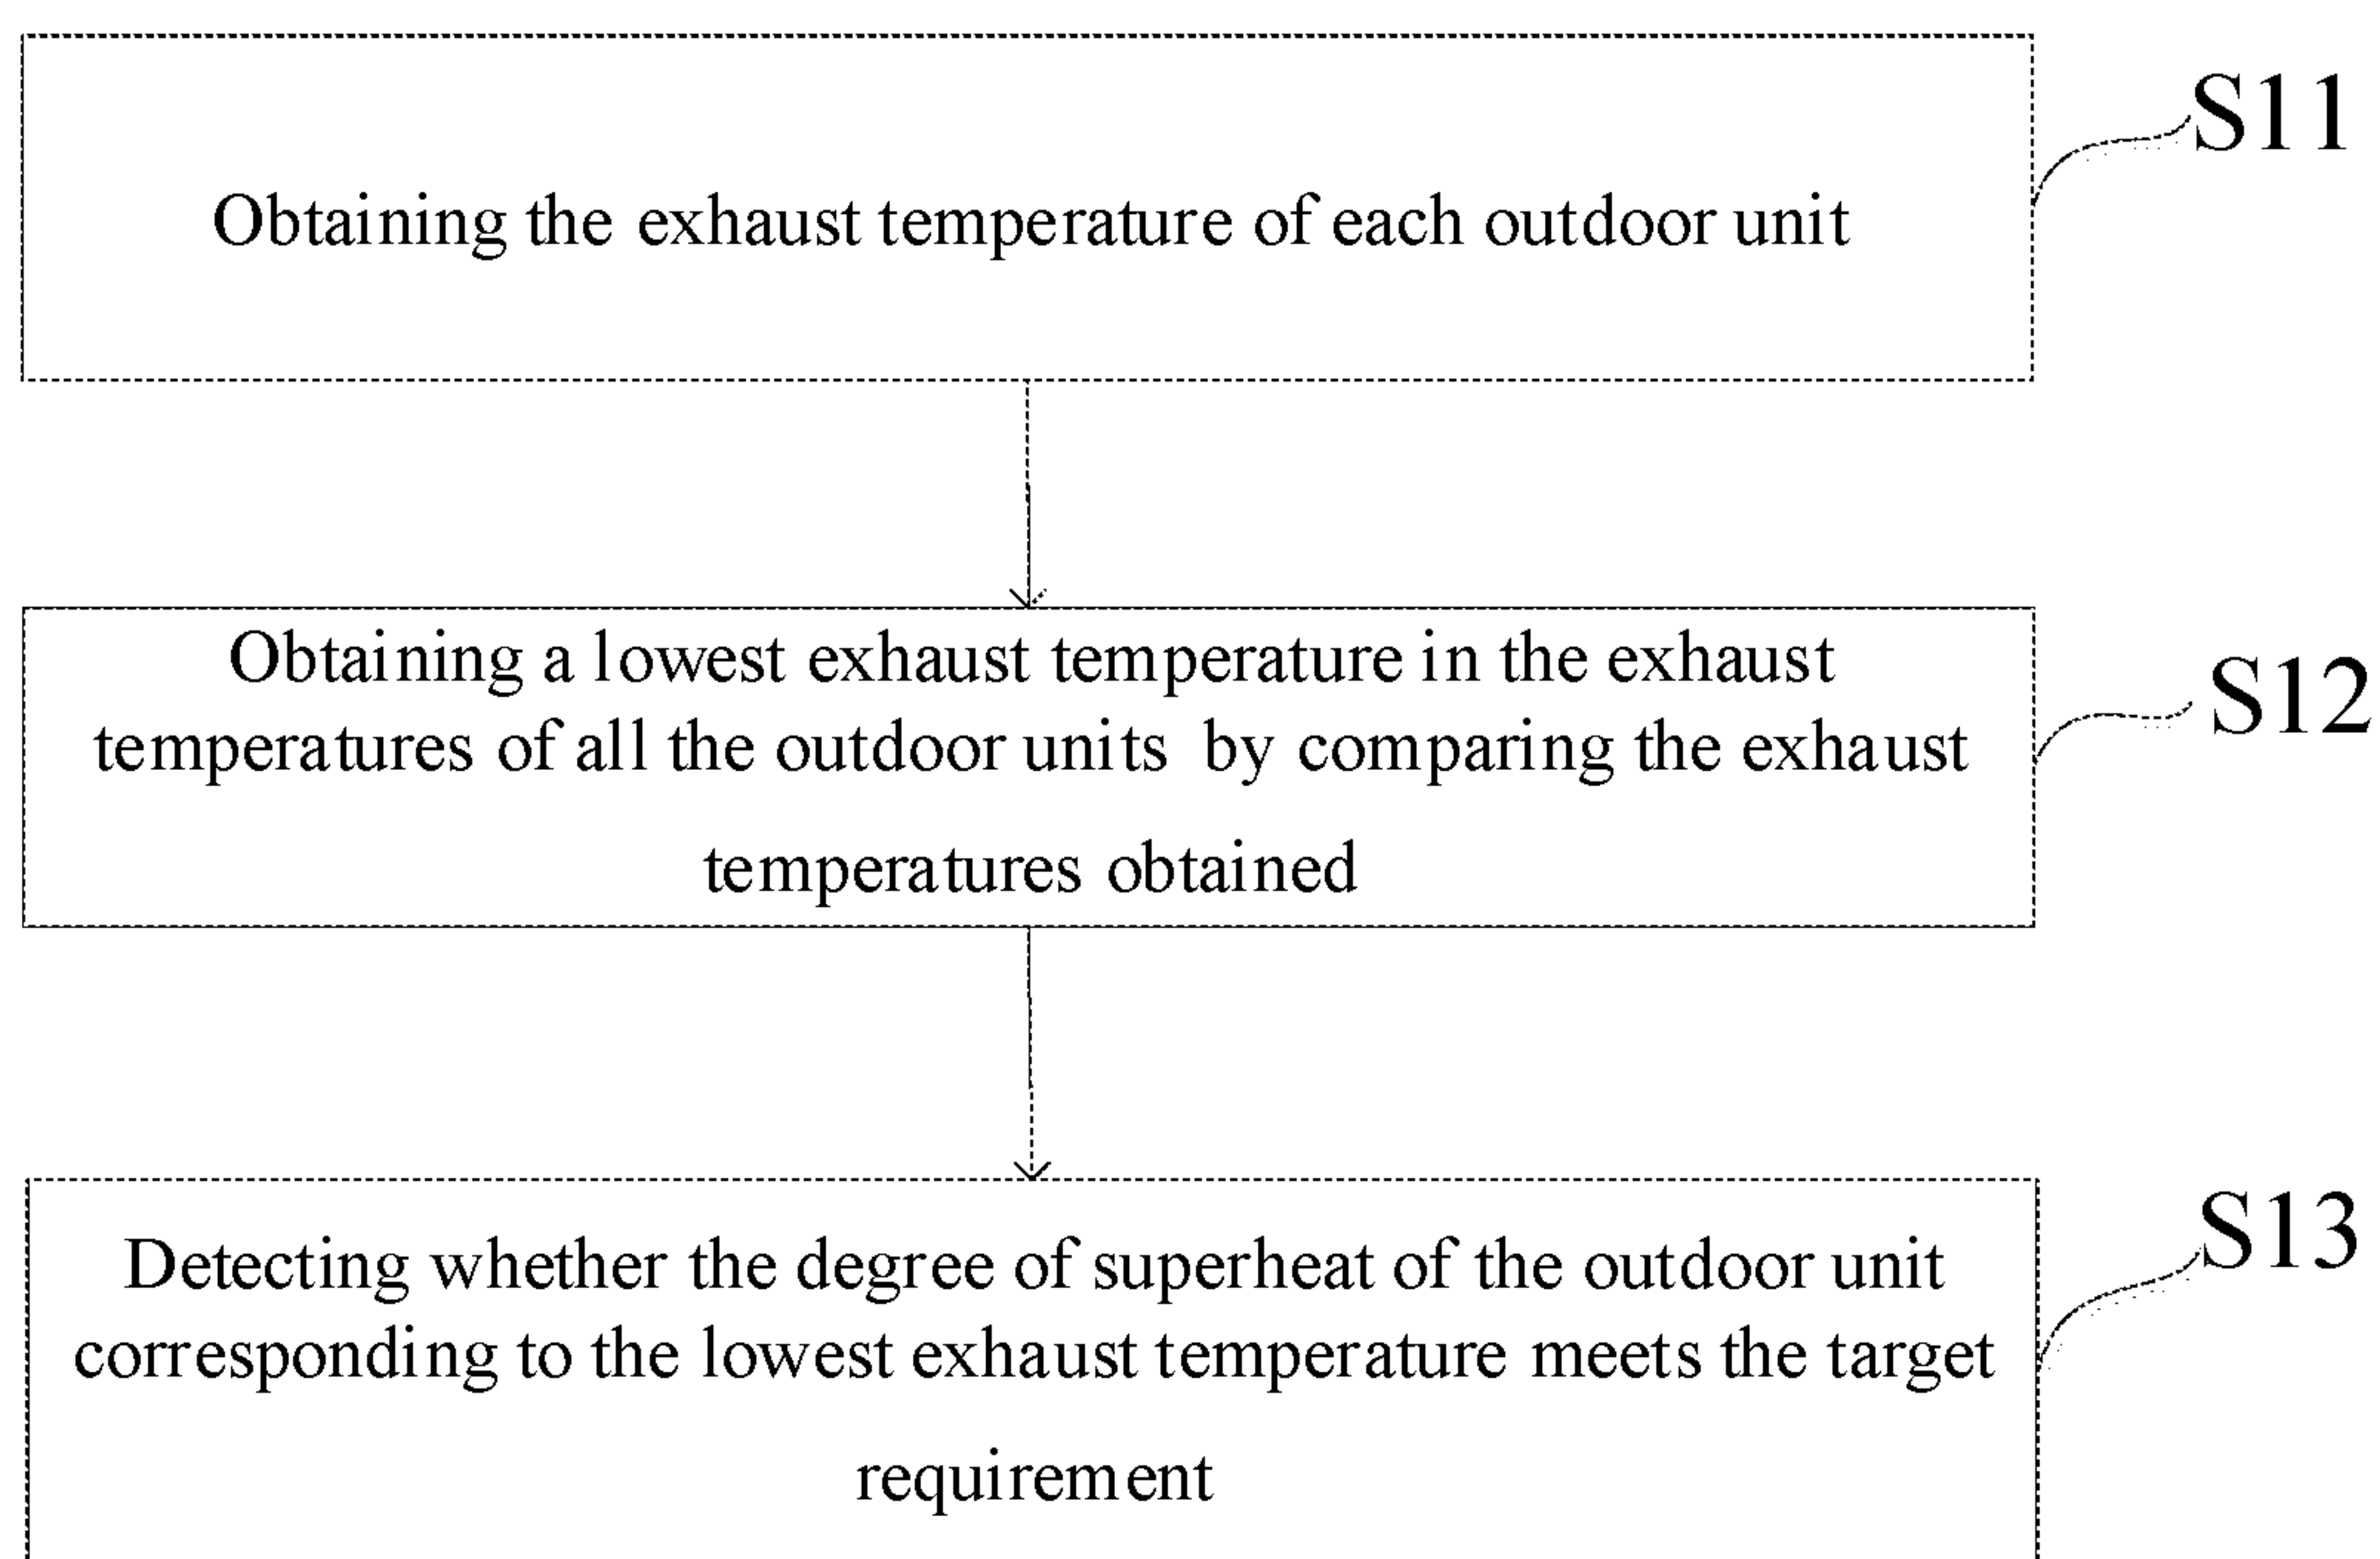 S11
Obtaining the exhaust temperature of each outdoor unit
Obtaining a lowest exhaust temperature in the exhaust
temperatures of all the outdoor units by comparing the exhaust
temperatures obtained
S12
Detecting whether the degree of superheat of the outdoor unit
corresponding to the lowest exhaust temperature meets the target
requirement
S13